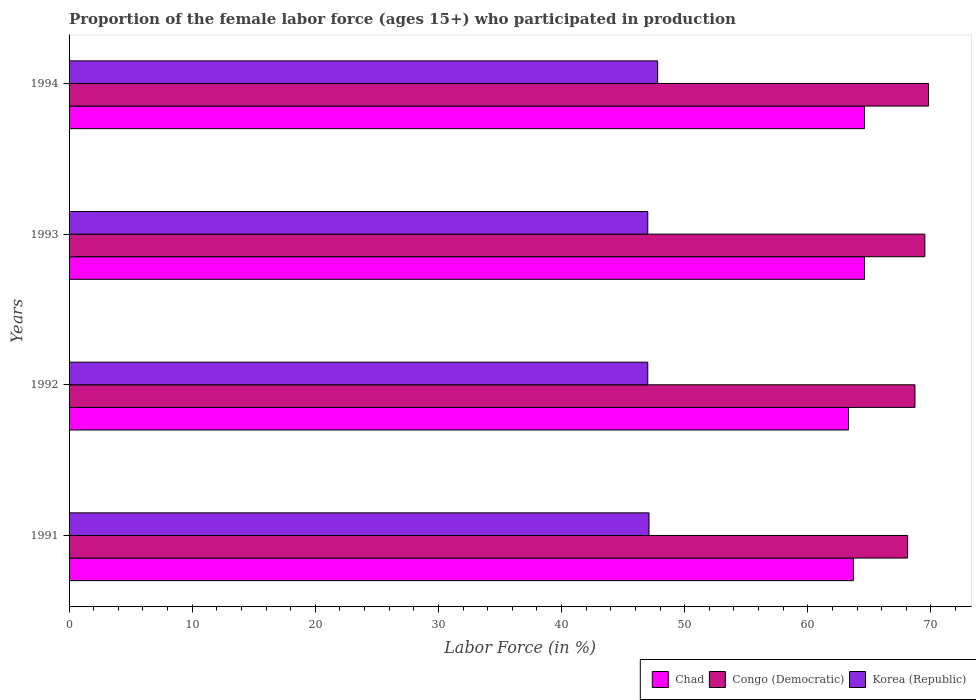 Proportion of the female labor force (ages 15+) who participated in production
1994
1993
1992
1991
Years
0 10 20 30 40 50 60 70
Labor Force (in %)
Chad Congo (Democratic) Korea (Republic)